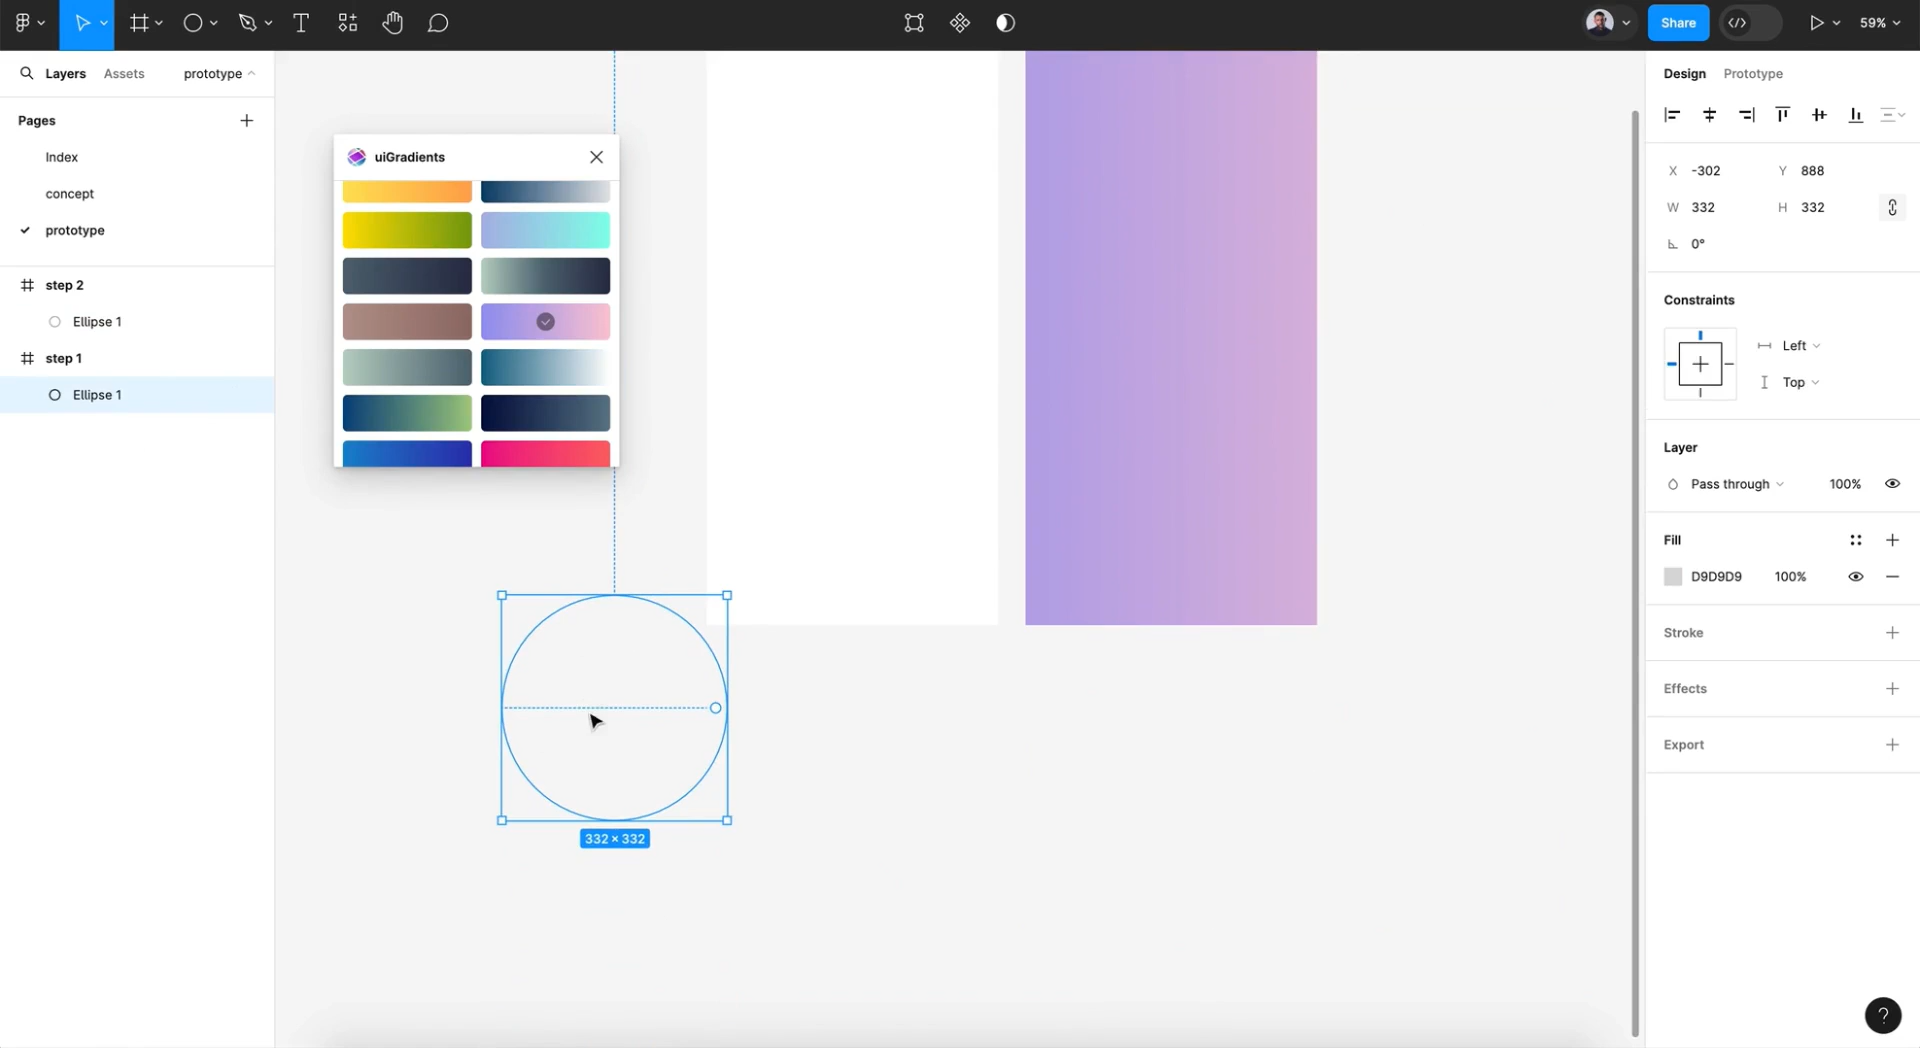 Share
59%
Layers
Assets
prototype
Pages
Index
concept
prototype
step 2
Ellipse 1
step 1
Ellipse 1
uiGradients
332 × 332
Design
Prototype
X -302
Y 888
W 332
H 332
0°
Constraints
Left
Top
Layer
Pass through
100%
Fill
D9D9D9
100%
Stroke
Effects
Export
?